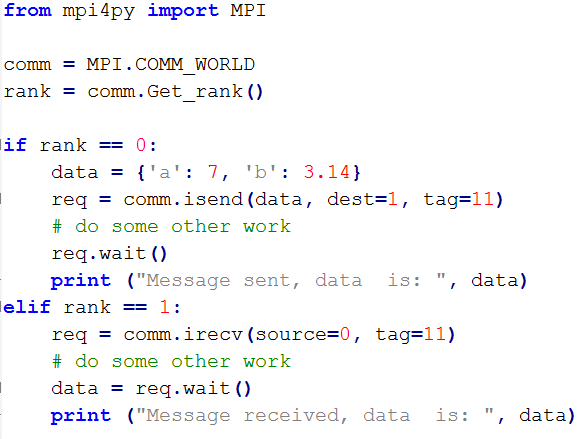 from mpi4py import MPI

comm = MPI.COMM_WORLD
rank = comm.Get_rank()

if rank == 0:
    data = {'a': 7, 'b': 3.14}
    req = comm.isend(data, dest=1, tag=11)
    # do some other work
    req.wait()
    print ("Message sent, data  is: ", data)
elif rank == 1:
    req = comm.irecv(source=0, tag=11)
    # do some other work
    data = req.wait()
    print ("Message received, data  is: ", data)